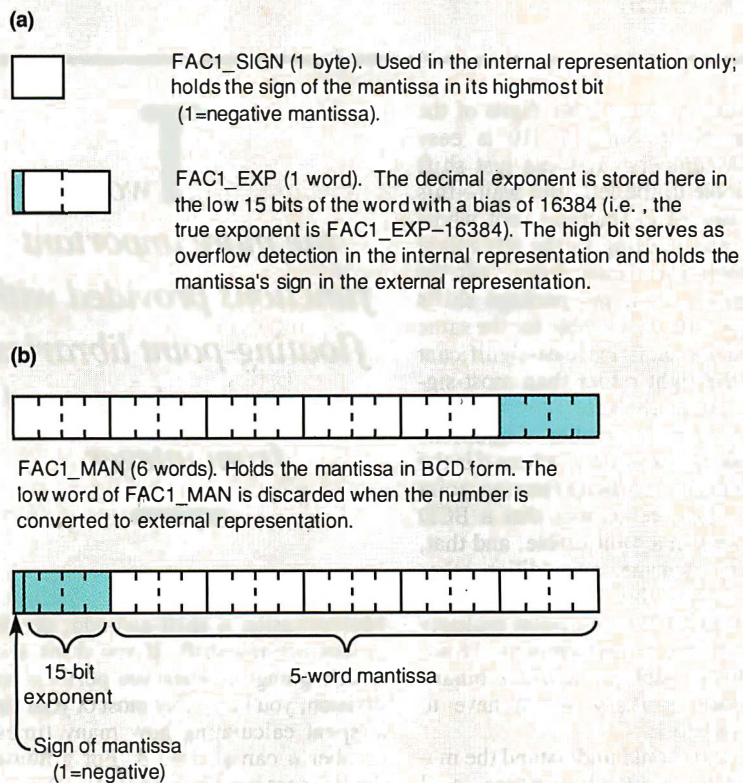 (a)
FAC1_SIGN (1 byte). Used in the internal representation only;
holds the sign of the mantissa in its highmost bit
(1=negative mantissa).
FAC1_EXP (1 word). The decimal exponent is stored here in
the low 15 bits of the word with a bias of 16384 (i.e. , the
true exponent is FAC1_EXP–16384). The high bit serves as
overflow detection in the internal representation and holds the
mantissa's sign in the external representation.
(b)
FAC1_MAN (6 words). Holds the mantissa in BCD form. The
low word of FAC1_MAN is discarded when the number is
converted to external representation.
15-bit
exponent
5-word mantissa
Sign of mantissa
(1=negative)